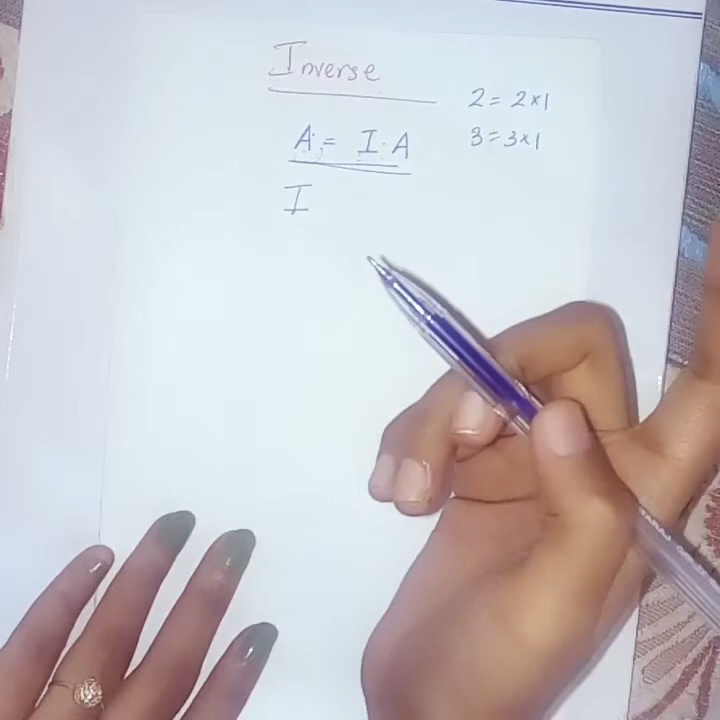 Inverse
2 = 2×1
A = I·A
3 = 3×1
I